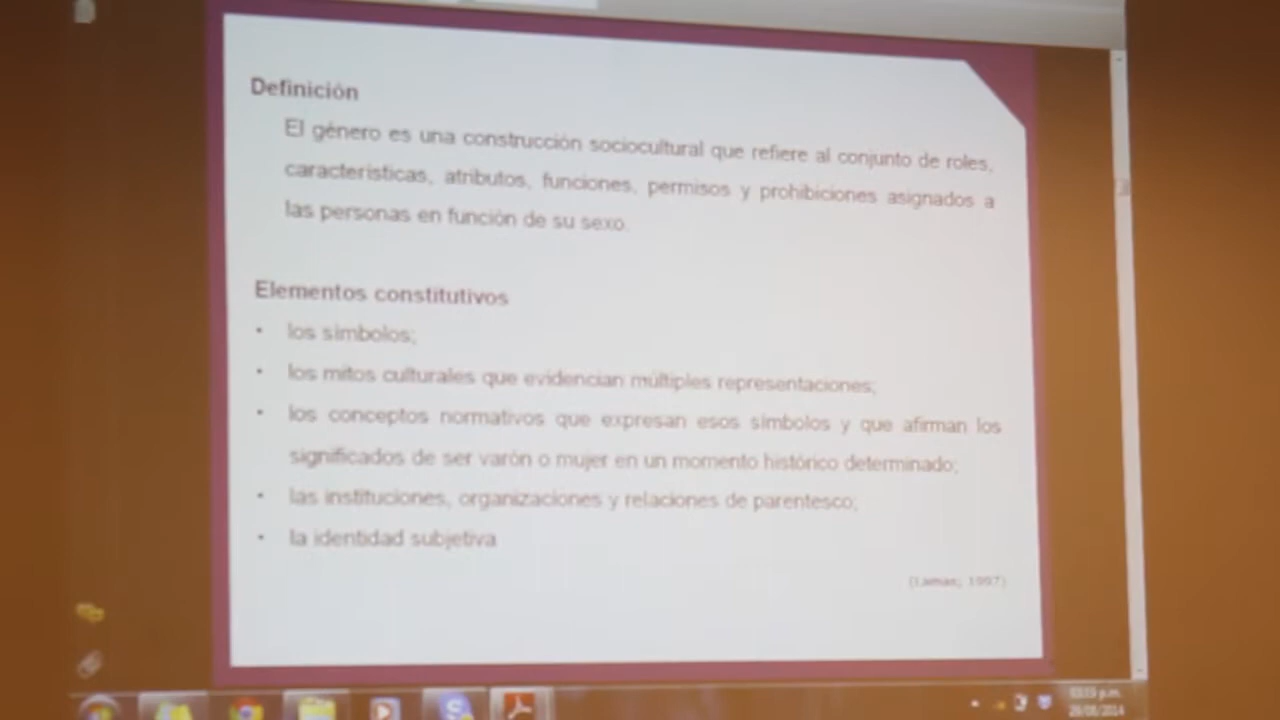 Definición
El género es una construcción sociocultural que refiere al conjunto de roles,
características, atributos, funciones, permisos y prohibiciones asignados a
las personas en función de su sexo.
Elementos constitutivos
• los símbolos;
• los mitos culturales que evidencian múltiples representaciones;
• los conceptos normativos que expresan esos símbolos y que afirman los
significados de ser varón o mujer en un momento histórico determinado;
• las instituciones, organizaciones y relaciones de parentesco;
• la identidad subjetiva
(Lamas, 1997)
p.m.